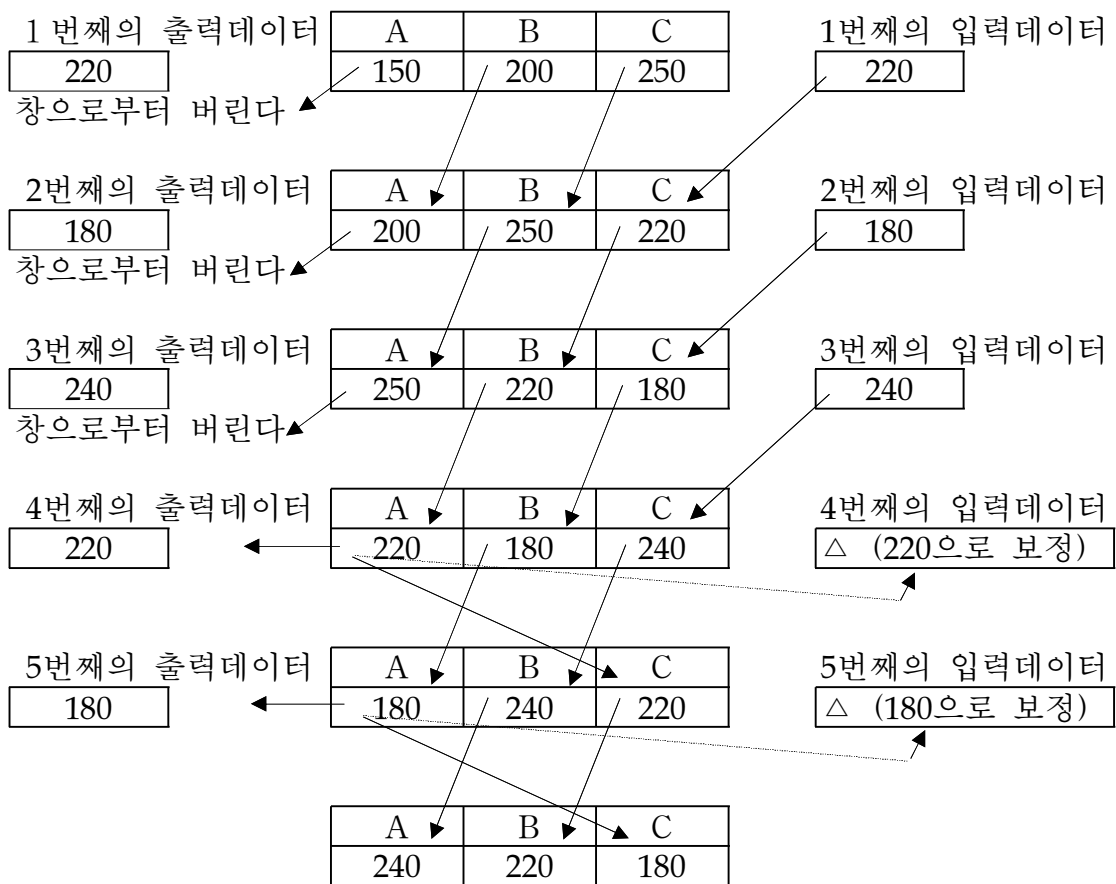 1 번째의 출력데이터 A B C 1번째의 입력데이터
220 150 200 250 220
창으로부터 버린다
2번째의 출력데이터 A B C 2번째의 입력데이터
180 200 250 220 180
창으로부터 버린다
3번째의 출력데이터 A B C 3번째의 입력데이터
240 250 220 180 240
창으로부터 버린다
4번째의 출력데이터 A B C 4번째의 입력데이터
220 220 180 240 △ (220으로 보정)
5번째의 출력데이터 A B C 5번째의 입력데이터
180 180 240 220 △ (180으로 보정)
A B C
240 220 180